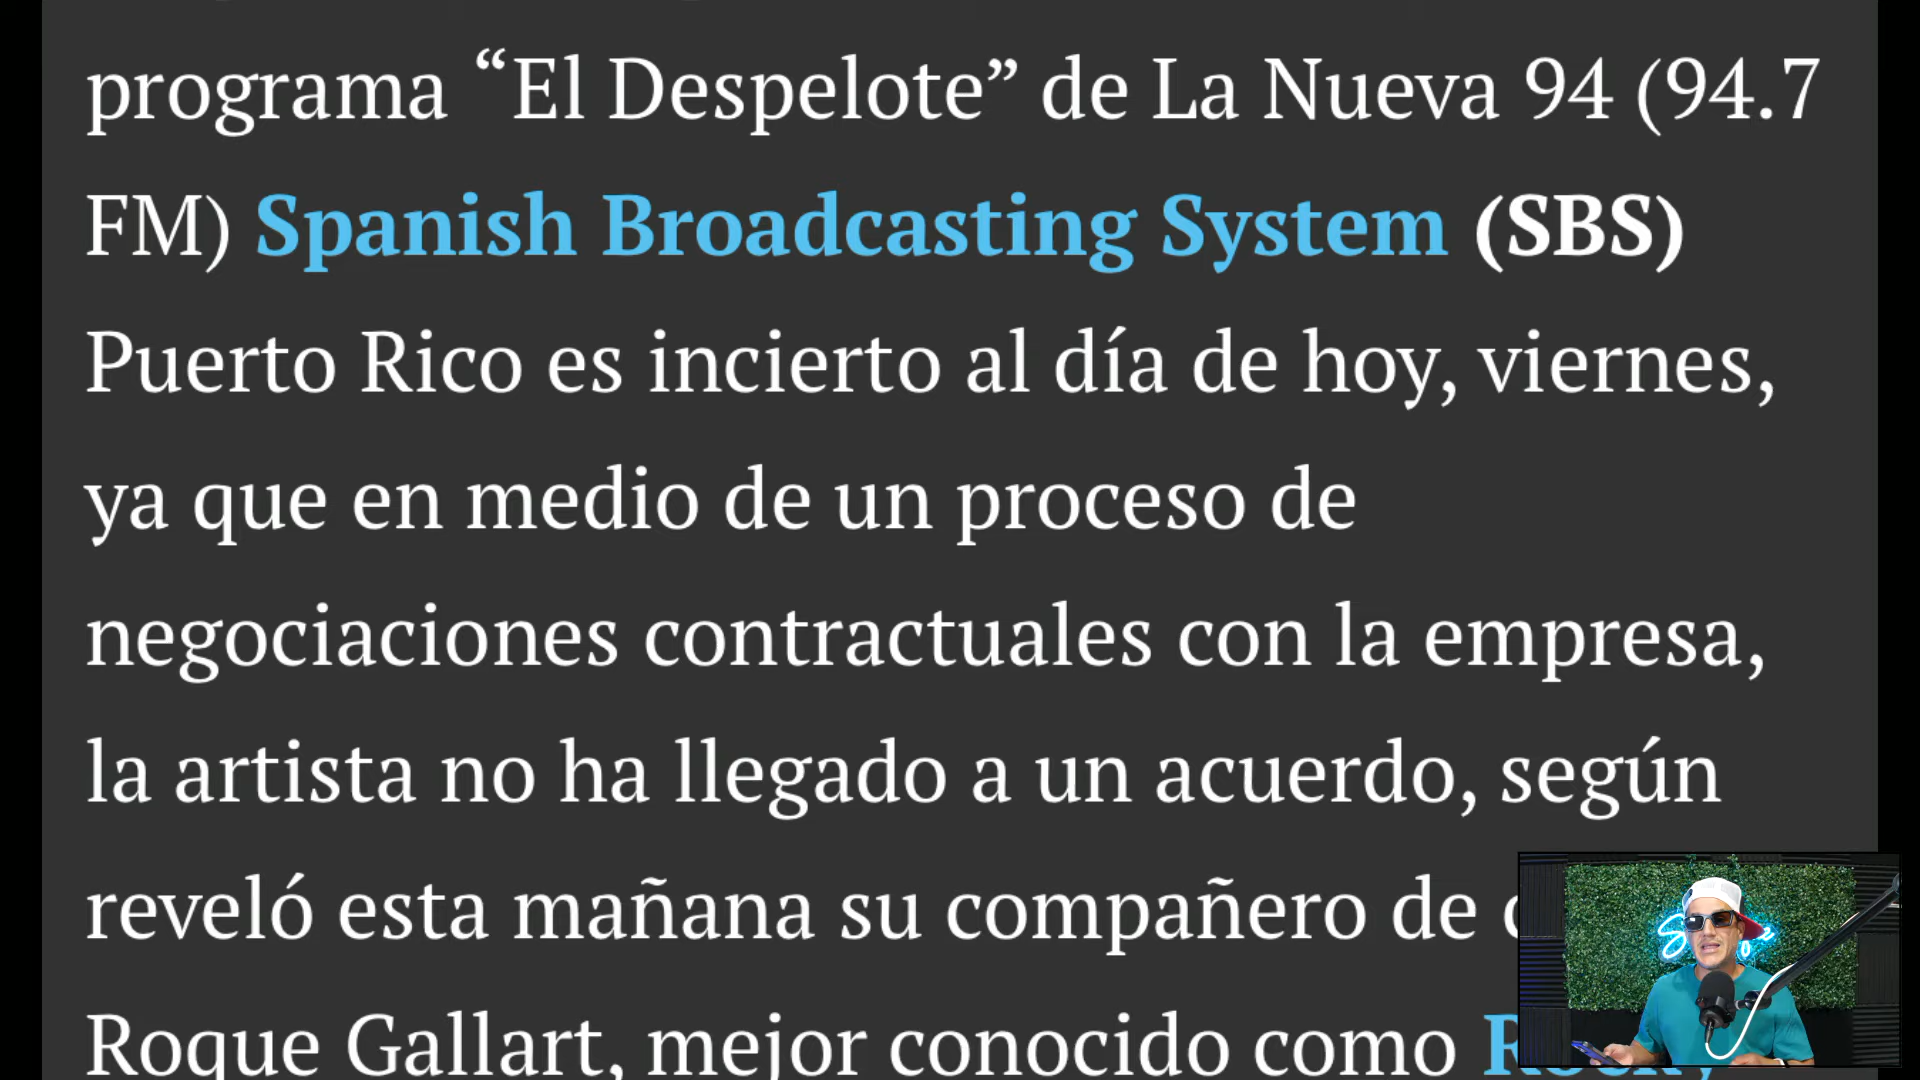 programa “El Despelote” de La Nueva 94 (94.7
FM) Spanish Broadcasting System (SBS)
Puerto Rico es incierto al día de hoy, viernes,
ya que en medio de un proceso de
negociaciones contractuales con la empresa,
la artista no ha llegado a un acuerdo, según
reveló esta mañana su compañero de
Roque Gallart, mejor conocido como